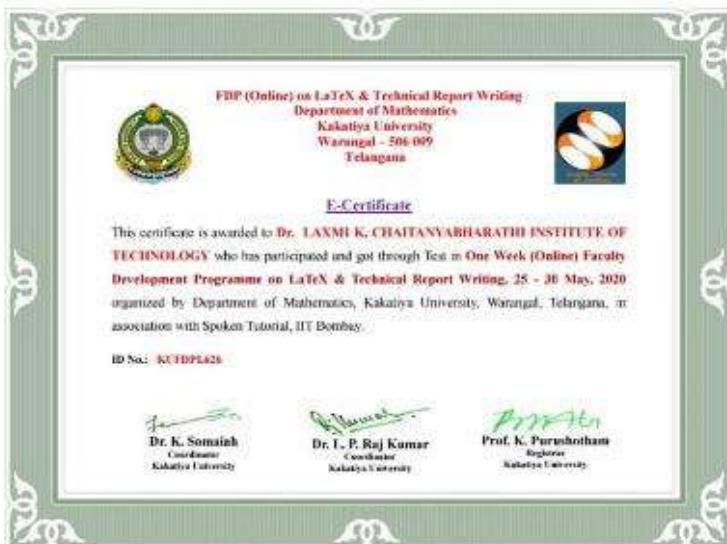 FDP (Online) on LaTeX & Technical Report Writing
Department of Mathematics
Kakatiya University
Warangal – 506 009
Telangana
E-Certificate
This certificate is awarded to Dr. LAXMI K, CHAITANYABHARATHI INSTITUTE OF
TECHNOLOGY who has participated and got through Test in One Week (Online) Faculty
Development Programme on LaTeX & Technical Report Writing, 25 - 30 May, 2020
organized by Department of Mathematics, Kakatiya University, Warangal, Telangana, in
association with Spoken Tutorial, IIT Bombay.
ID No.: KUFDPL626
Dr. K. Somaiah
Coordinator
Kakatiya University
Dr. L. P. Raj Kumar
Coordinator
Kakatiya University
Prof. K. Purushotham
Registrar
Kakatiya University